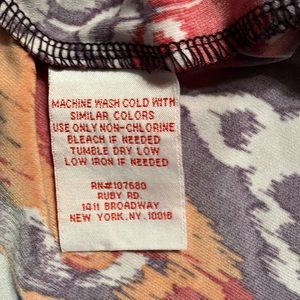 MACHINE WASH COLD WITH
SIMILAR COLORS
USE ONLY NON-CHLORINE
BLEACH IF NEEDED
TUMBLE DRY LOW
LOW IRON IF NEEDED
RN#107680
RUBY RD.
1411 BROADWAY
NEW YORK, NY. 10018